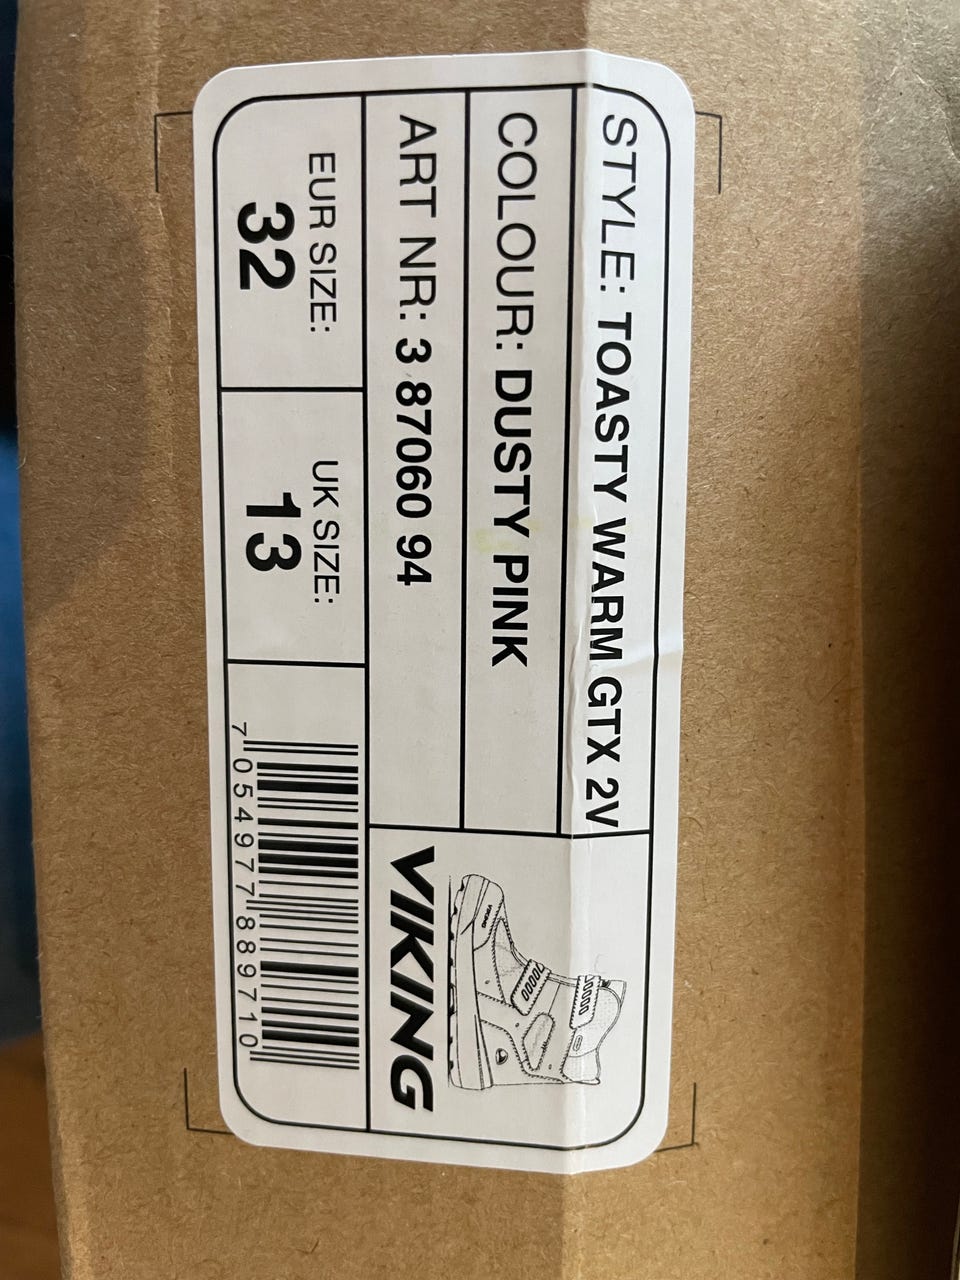 STYLE: TOASTY WARM GTX 2V
COLOUR: DUSTY PINK
ART NR: 3 87060 94
VIKING
EUR SIZE:
32
UK SIZE:
13
7 054977 889710